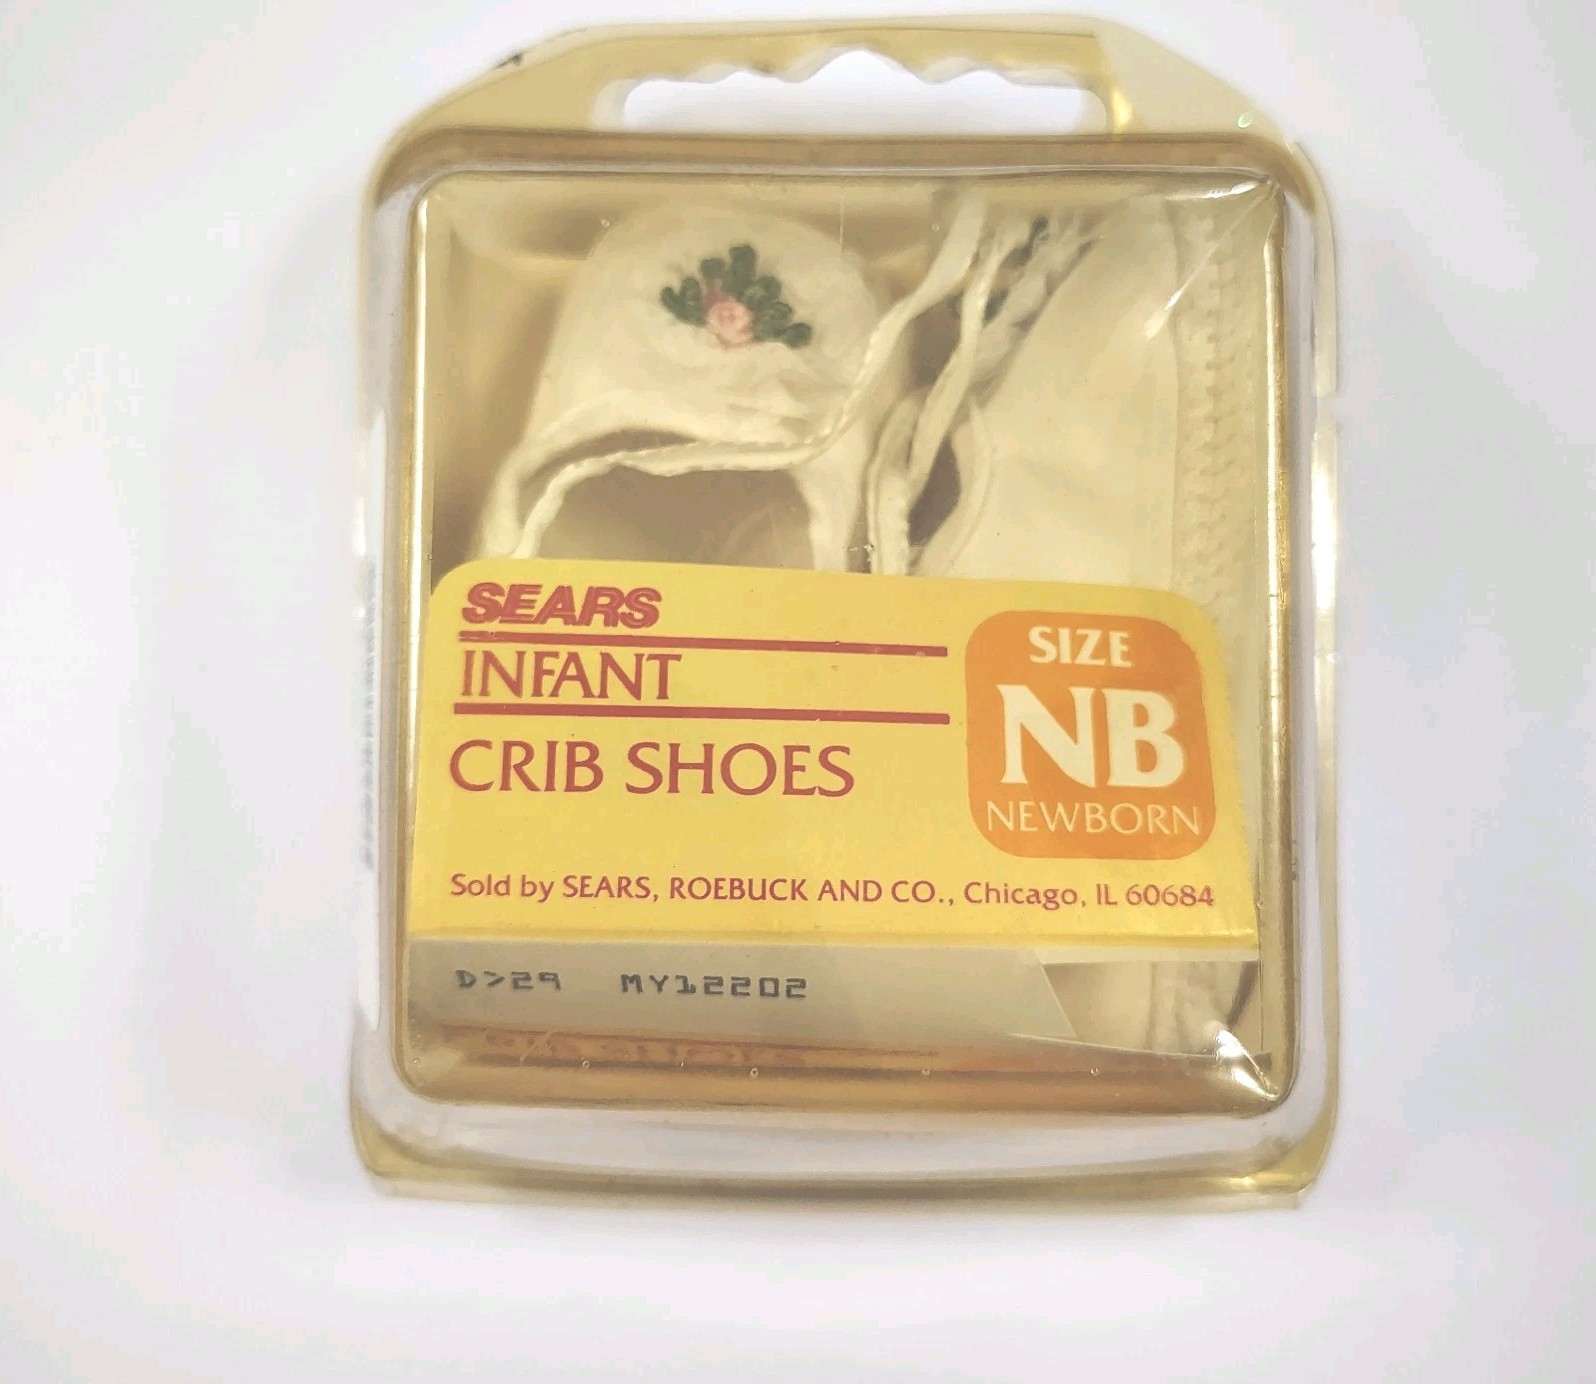 SEARS
INFANT
CRIB SHOES
SIZE
NB
NEWBORN
Sold by SEARS, ROEBUCK AND CO., Chicago, IL 60684
D>29 MY12202